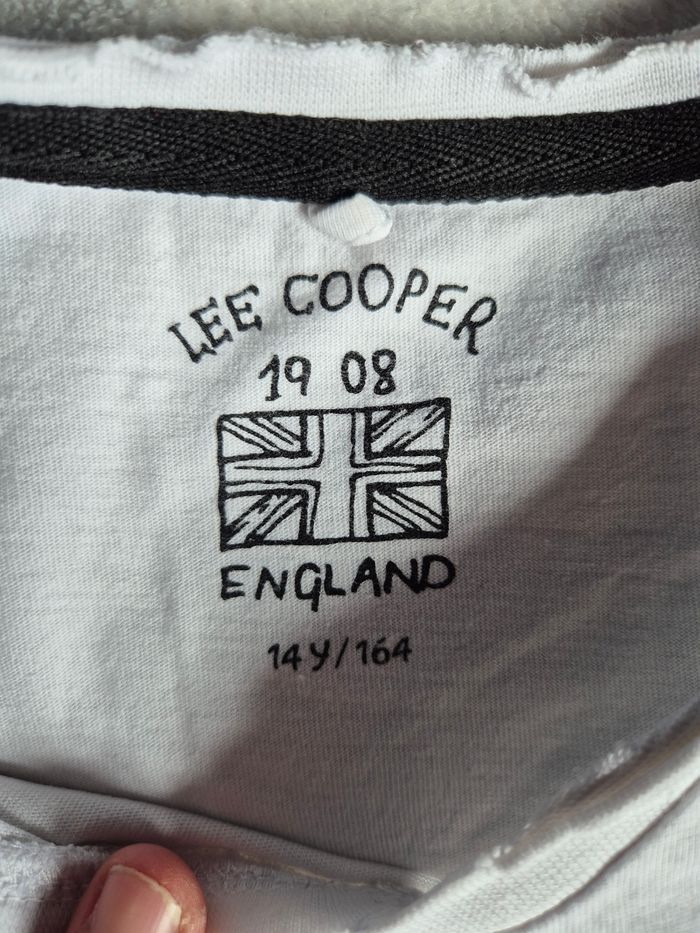 LEE COOPER
19 08
ENGLAND
14Y/164